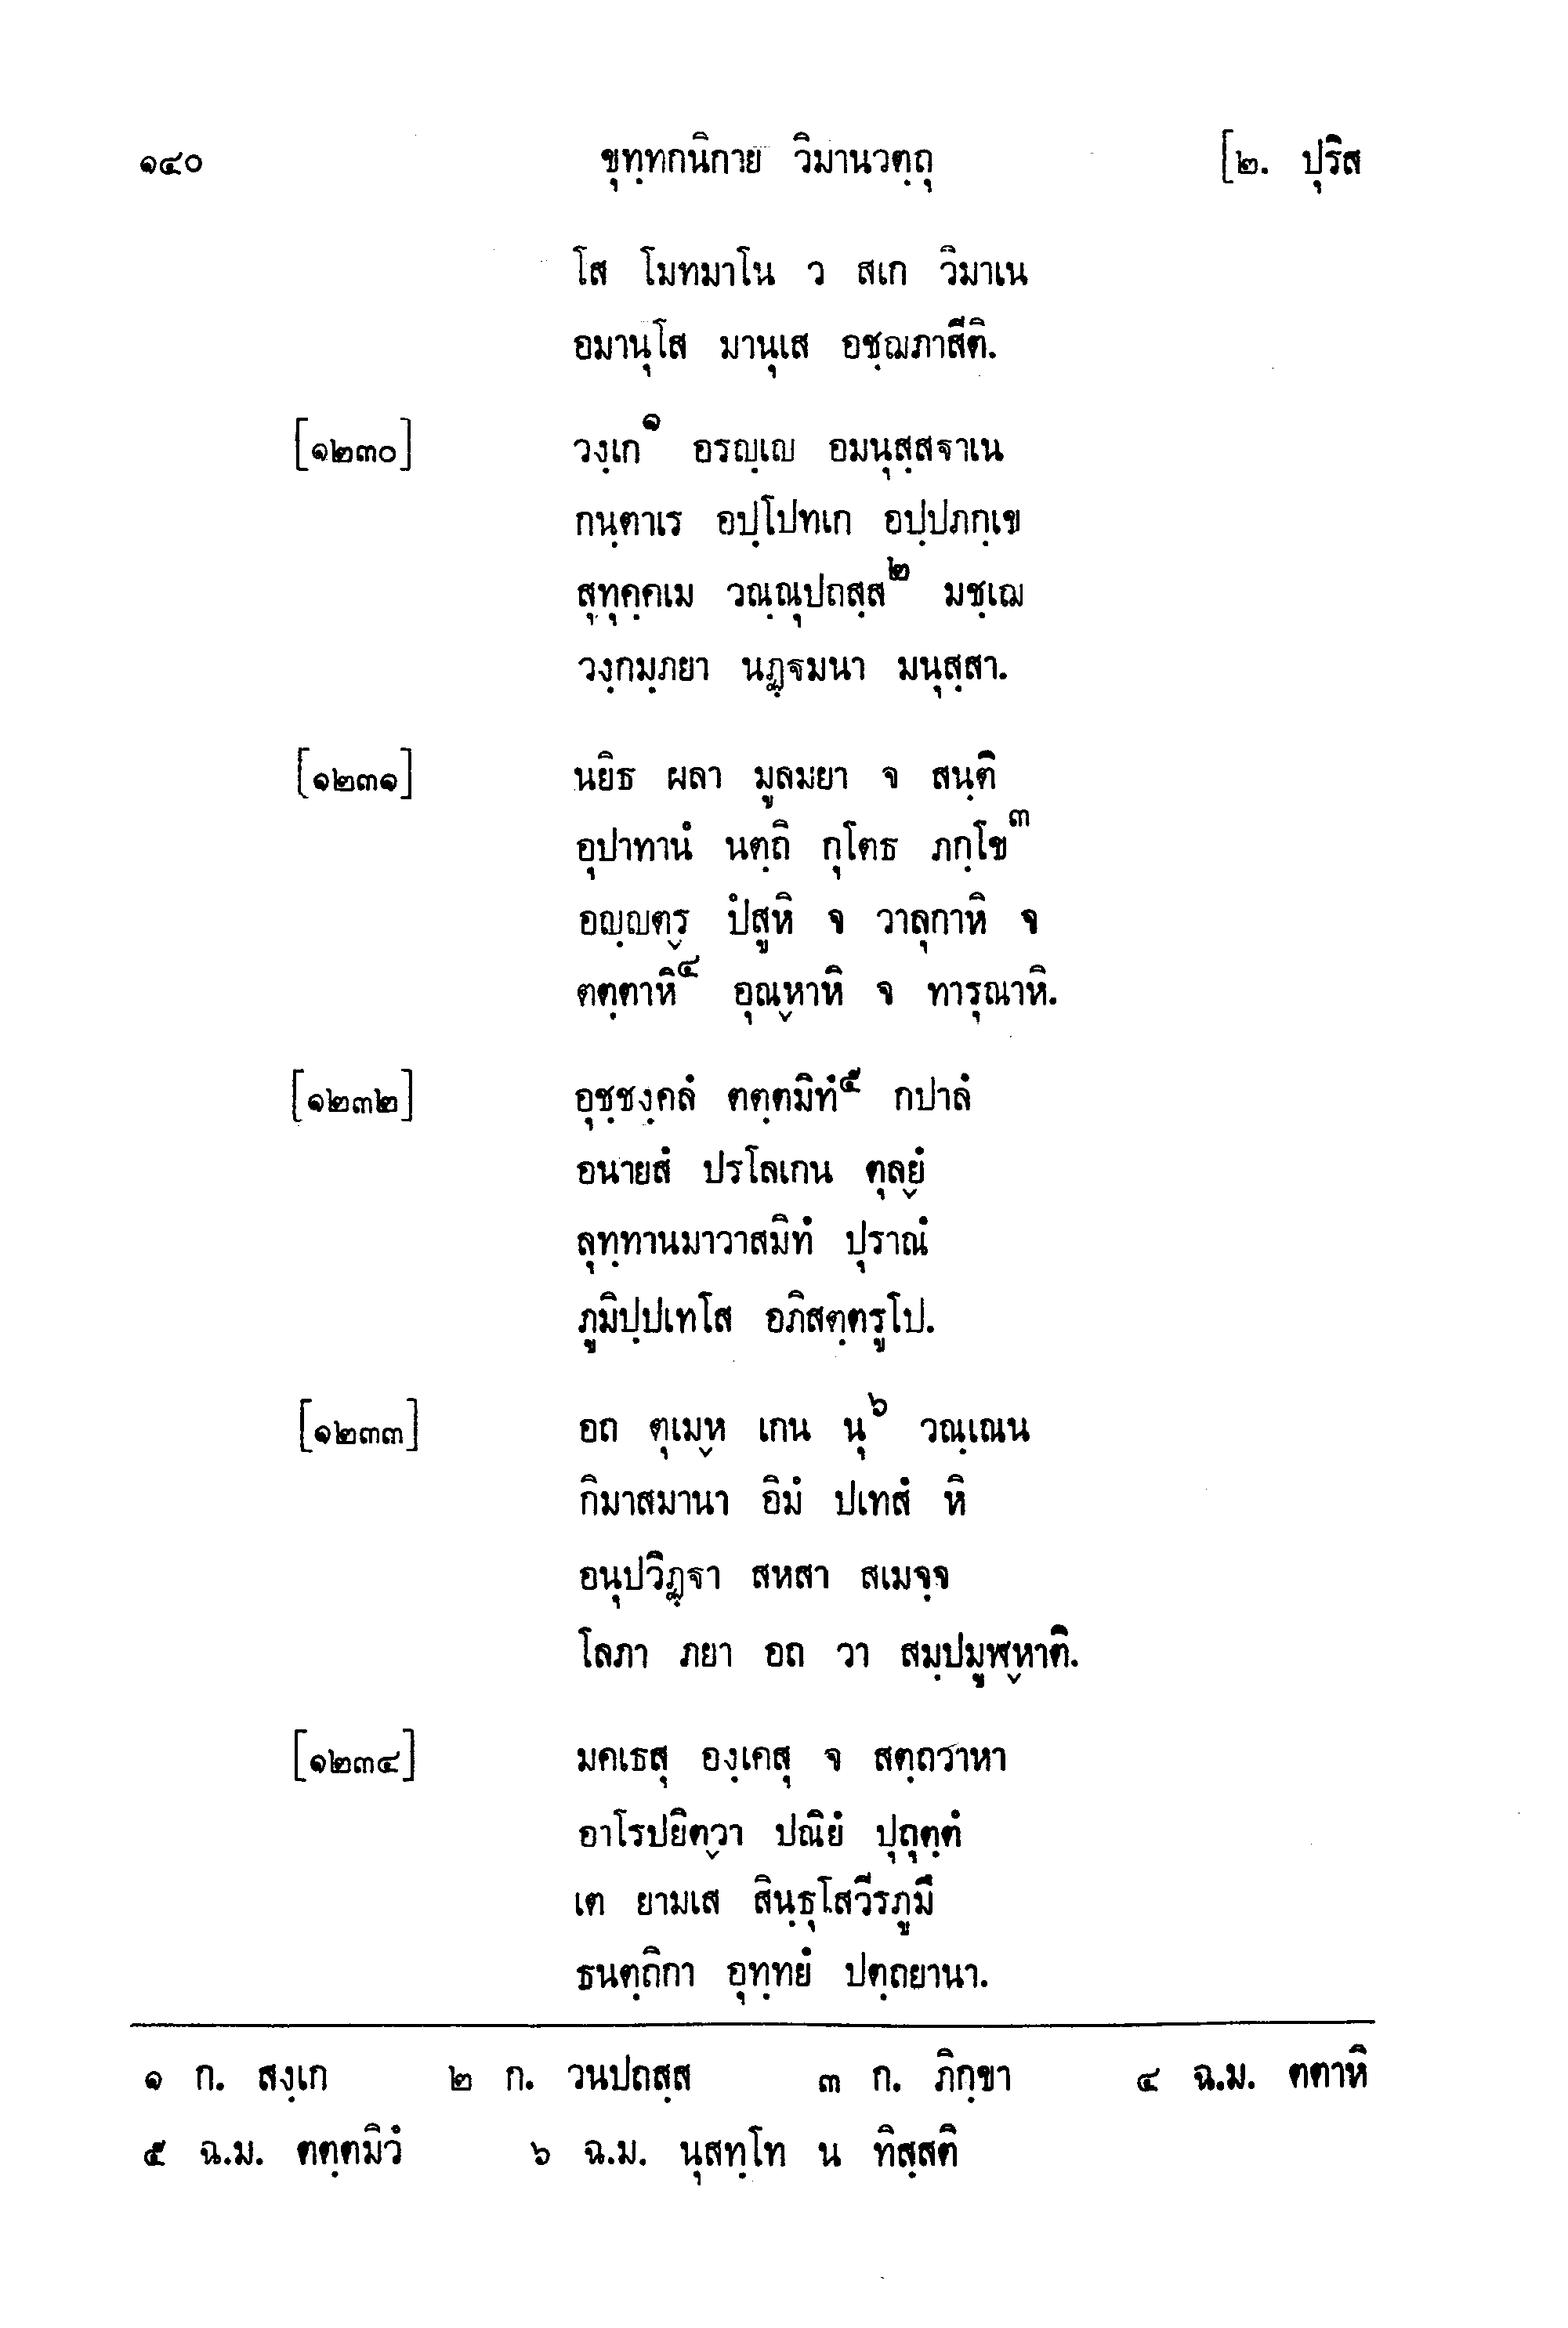 ๑๔๐ ขุทฺทกนิกาย วิมานวตฺถุ [๒. ปุริส
โส โมทมาโน ว สเก วิมาเน
อมานุโส มานุเส อชฺฌภาสีติ.
[๑๒๓๐] วงฺเก๑ อรญฺเญ อมนุสฺสฐาเน
กนฺตาเร อปฺโปทเก อปฺปภกฺเข
สุทุคฺคเม วณฺณุปถสฺส๒ มชฺเฌ
วงฺกมฺภยา นฏฺฐมนา มนุสฺสา.
[๑๒๓๑] นยิธ ผลา มูลมยา จ สนฺติ
อุปาทานํ นตฺถิ กุโตธ ภกฺโข๓
อญฺญตฺร ปํสูหิ จ วาลุกาหิ จ
ตตฺตาหิ๔ อุณฺหาหิ จ ทารุณาหิ.
[๑๒๓๒] อุชฺชงฺคลํ ตตฺตมิทํ๕ กปาลํ
อนายสํ ปรโลเกน ตุลฺยํ
ลุทฺทานมาวาสมิทํ ปุราณํ
ภูมิปฺปเทโส อภิสตฺตรูโป.
[๑๒๓๓] อถ ตุเมฺห เกน นุ๖ วณฺเณน
กิมาสมานา อิมํ ปเทสํ หิ
อนุปวิฏฺฐา สหสา สเมจฺจ
โลภา ภยา อถ วา สมฺปมูฬฺหาติ.
[๑๒๓๔] มคเธสุ องฺเคสุ จ สตฺถวาหา
อาโรปยิตฺวา ปณิยํ ปุถุตฺตํ
เต ยามเส สินฺธุโสวีรภูมึ
ธนตฺถิกา อุทฺทยํ ปตฺถยานา.
๑ ก. สงฺเก ๒ ก. วนปถสฺส ๓ ก. ภิกฺขา ๔ ฉ.ม. ตตาหิ
๕ ฉ.ม. ตตฺตมิวํ ๖ ฉ.ม. นุสทฺโท น ทิสฺสติ